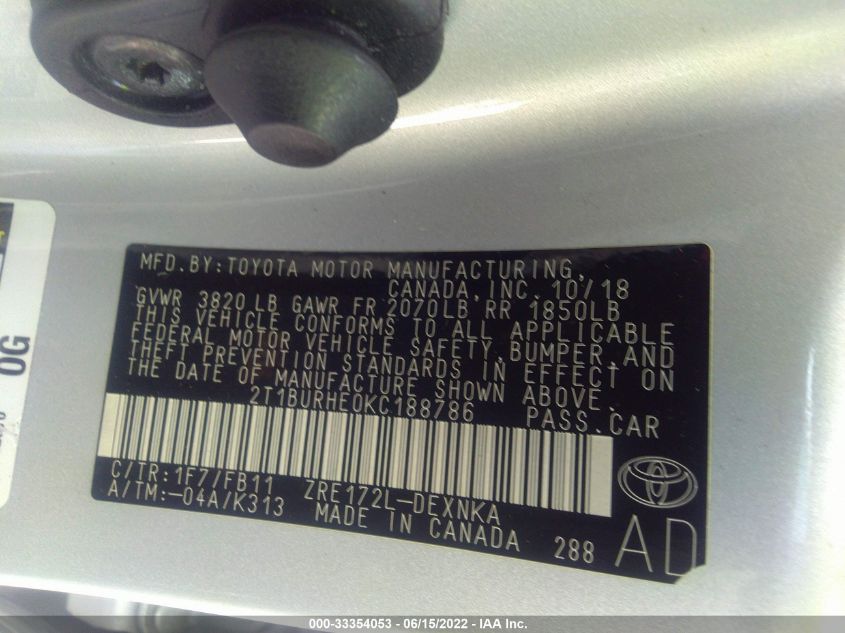 MFD.BY:TOYOTA MOTOR MANUFACTURING,
CANADA, INC. 10/18
GVWR 3820 LB GAWR FR 2070LB RR 1850LB
THIS VEHICLE CONFORMS TO ALL APPLICABLE
FEDERAL MOTOR VEHICLE SAFETY, BUMPER, AND
THEFT PREVENTION STANDARDS IN EFFECT ON
THE DATE OF MANUFACTURE SHOWN ABOVE.
2T1BURHE0KC188786 PASS.CAR
C/TR:1F7/FB11 ZRE172L-DEXNKA
A/TM:-04A/K313 MADE IN CANADA 288 AD
OG
000-33354053 - 06/15/2022 - IAA Inc.